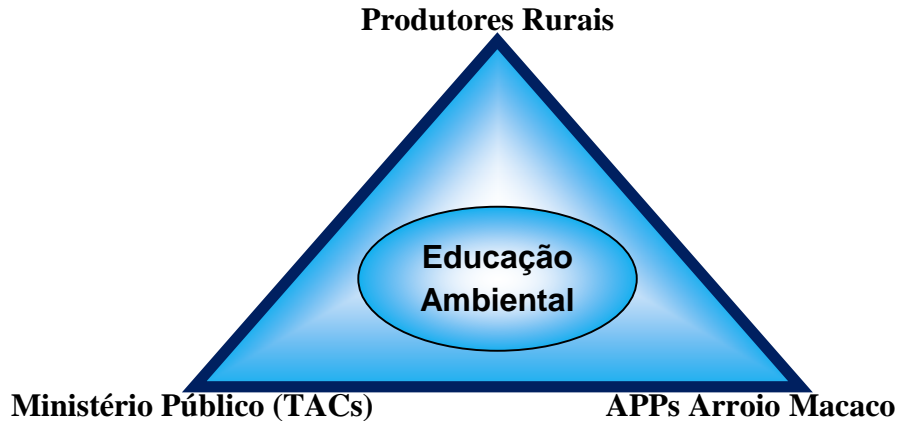 Produtores Rurais
Educação
Ambiental
Ministério Público (TACs)
APPs Arroio Macaco